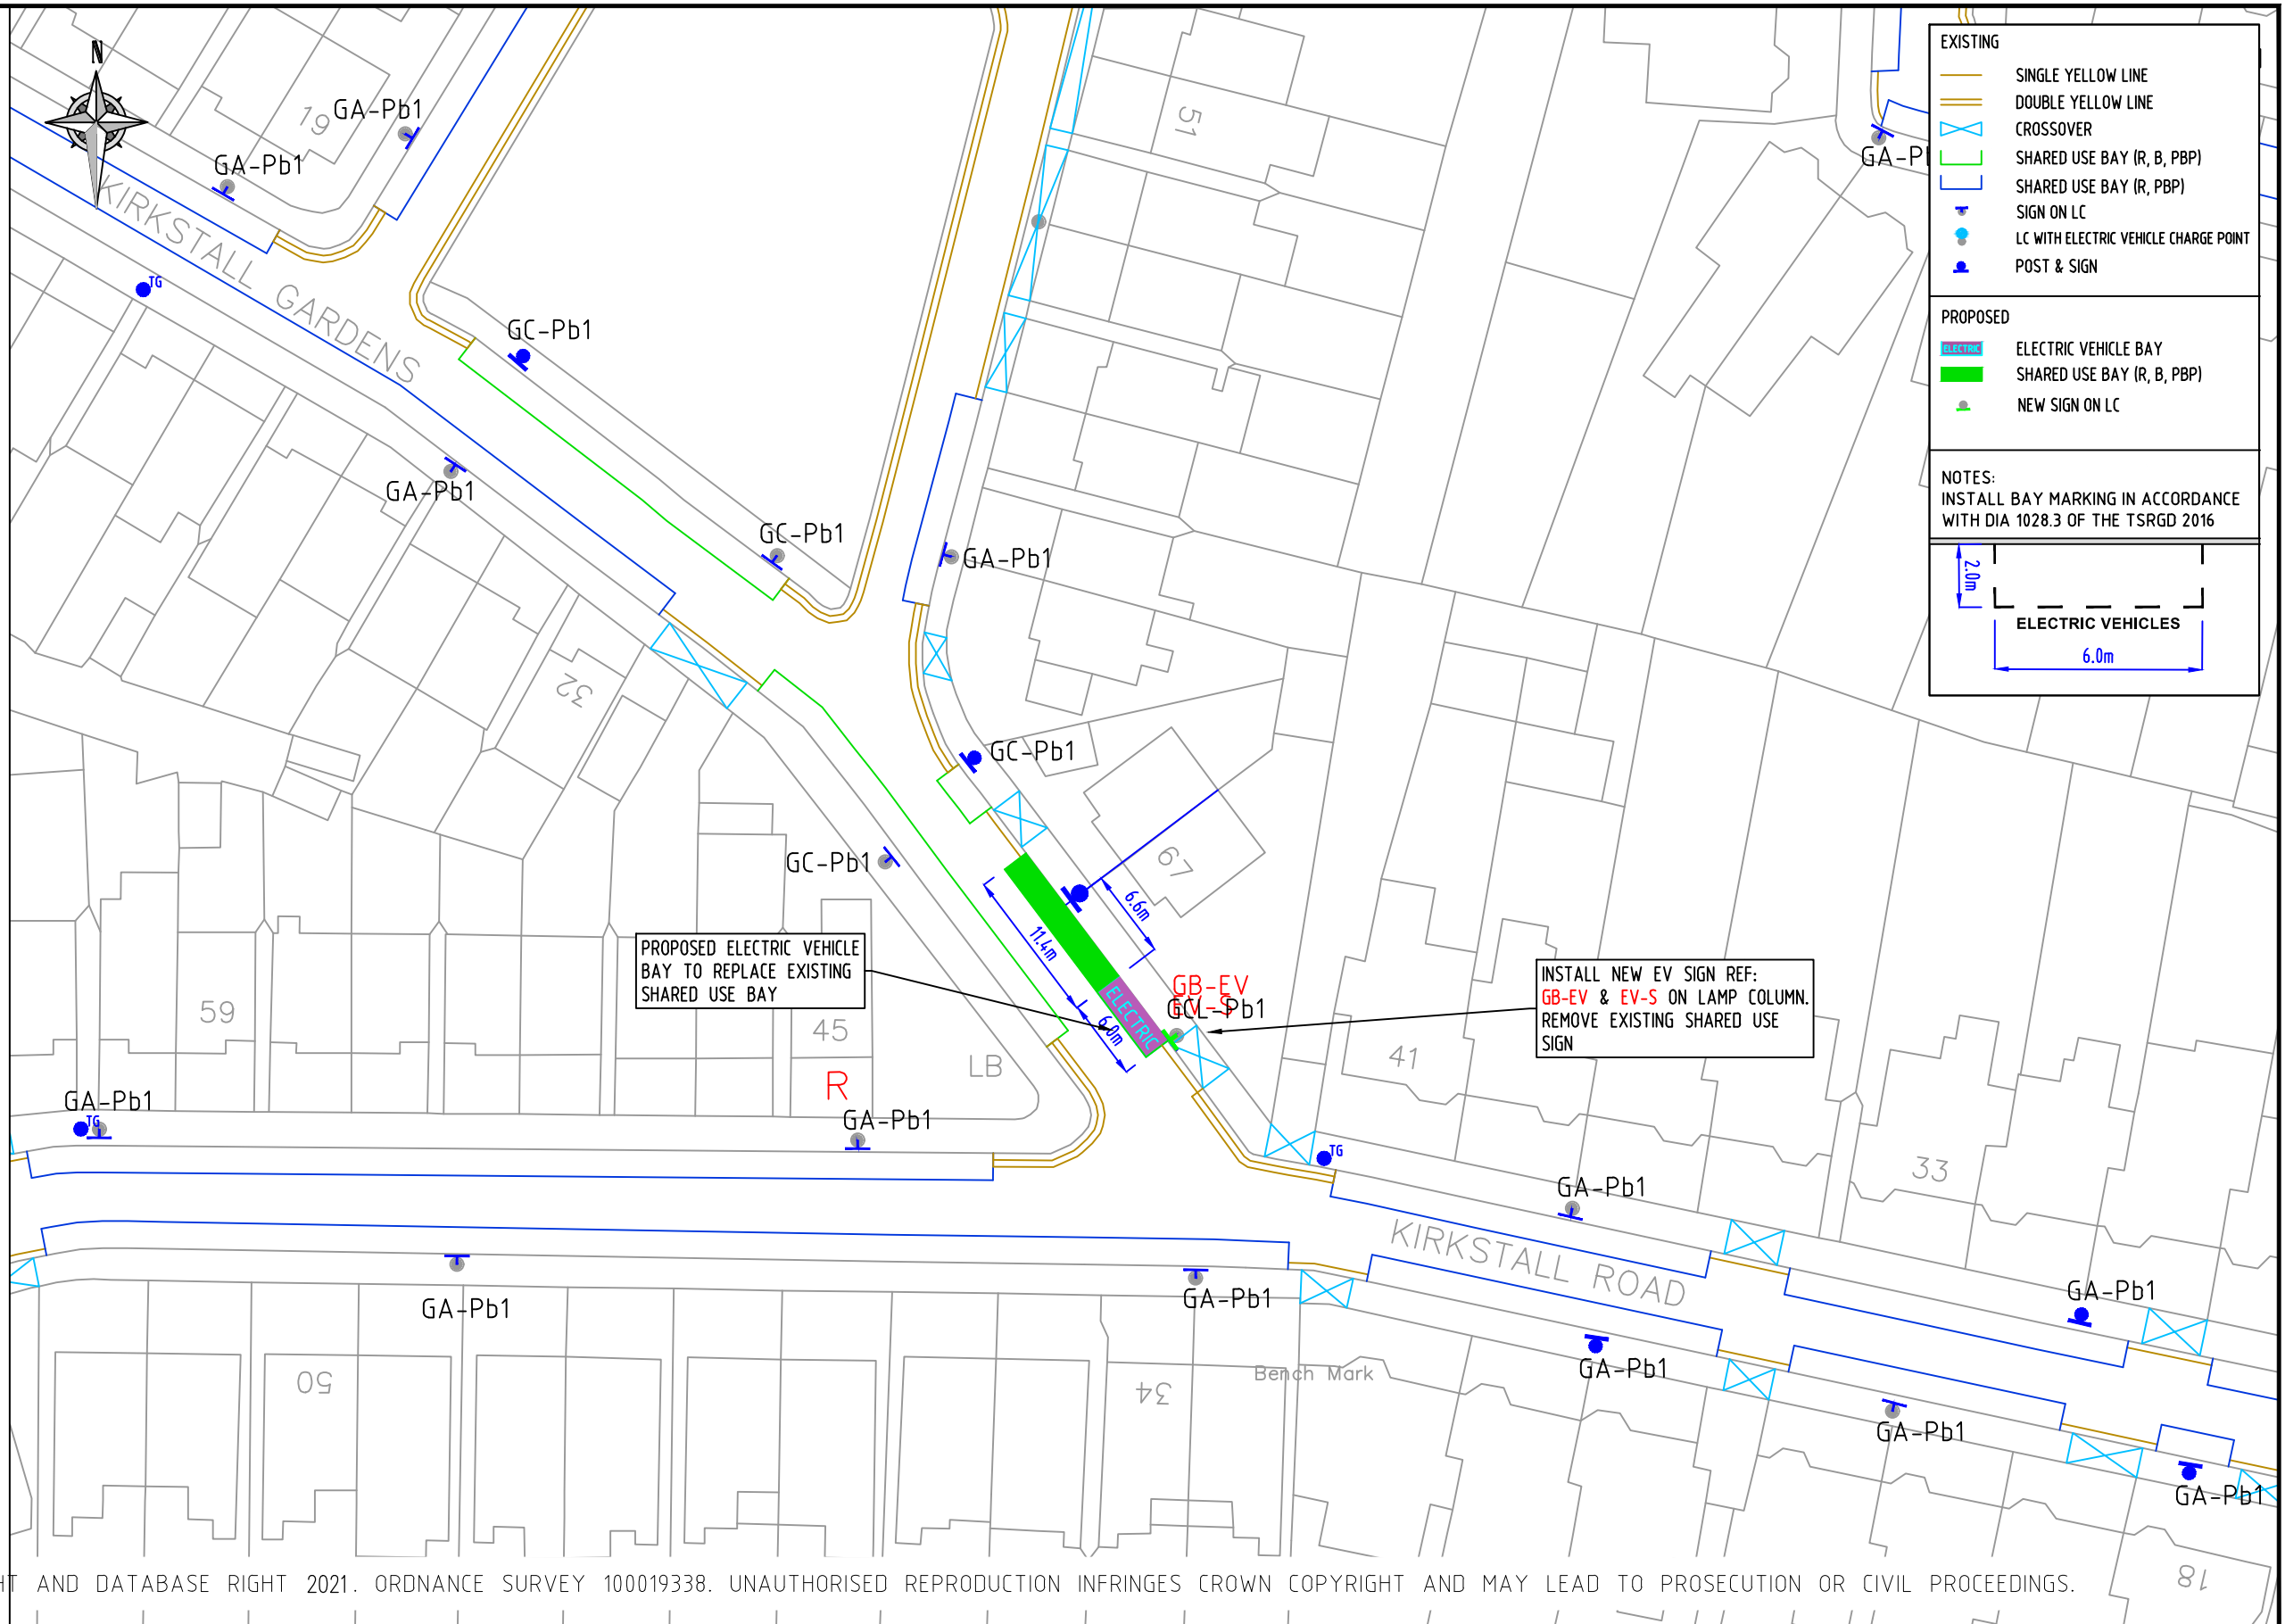 N
19
GA-Pb1
GA-Pb1
KIRKSTALL GARDENS
TG
GC-Pb1
GA-Pb1
GC-Pb1
GA-Pb1
51
32
GC-Pb1
GC-Pb1
67
6.6m
11.4m
6.0m
ELECTRIC
PROPOSED ELECTRIC VEHICLE
BAY TO REPLACE EXISTING
SHARED USE BAY
GB-EV
EV-S
GCL-Pb1
INSTALL NEW EV SIGN REF:
GB-EV & EV-S ON LAMP COLUMN.
REMOVE EXISTING SHARED USE
SIGN
59
45
LB
R
41
33
GA-Pb1
TG
GA-Pb1
TG
GA-Pb1
KIRKSTALL ROAD
GA-Pb1
GA-Pb1
GA-Pb1
GA-Pb1
GA-Pb1
GA-Pb1
50
34
Bench Mark
18
EXISTING
SINGLE YELLOW LINE
DOUBLE YELLOW LINE
CROSSOVER
SHARED USE BAY (R, B, PBP)
SHARED USE BAY (R, PBP)
SIGN ON LC
LC WITH ELECTRIC VEHICLE CHARGE POINT
POST & SIGN
PROPOSED
ELECTRIC
ELECTRIC VEHICLE BAY
SHARED USE BAY (R, B, PBP)
NEW SIGN ON LC
NOTES:
INSTALL BAY MARKING IN ACCORDANCE
WITH DIA 1028.3 OF THE TSRGD 2016
2.0m
ELECTRIC VEHICLES
6.0m
AND DATABASE RIGHT 2021. ORDNANCE SURVEY 100019338. UNAUTHORISED REPRODUCTION INFRINGES CROWN COPYRIGHT AND MAY LEAD TO PROSECUTION OR CIVIL PROCEEDINGS.